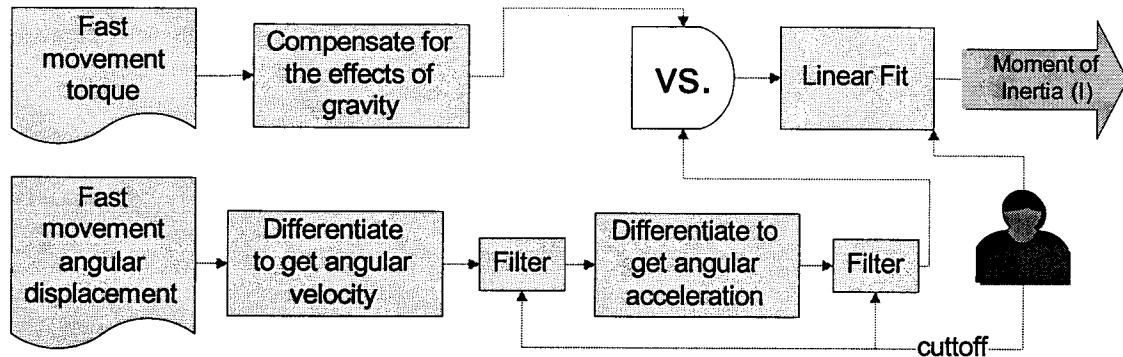 Fast
movement
torque
Compensate for
the effects of
gravity
vs.
Linear Fit
Moment of
Inertia (I)
Fast
movement
angular
displacement
Differentiate
to get angular
velocity
Filter
Differentiate to
get angular
acceleration
Filter
cuttoff